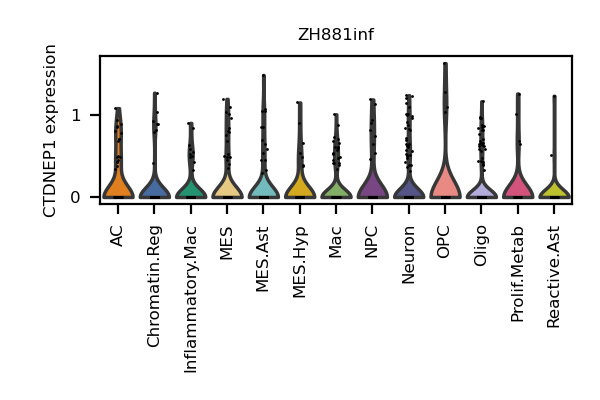 ZH881inf
CTDNEP1 expression
1
0
AC
Chromatin.Reg
Inflammatory.Mac
MES
MES.Ast
MES.Hyp
Mac
NPC
Neuron
OPC
Oligo
Prolif.Metab
Reactive.Ast